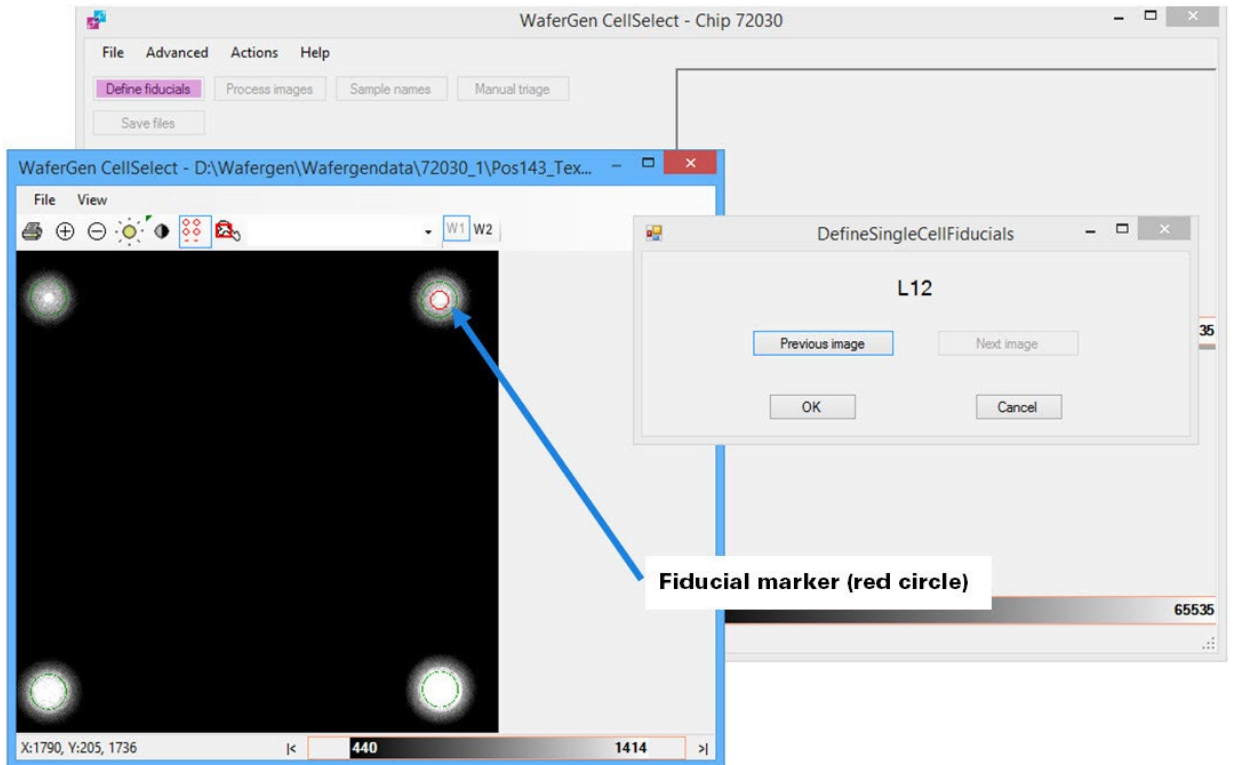 WaferGen CellSelect - Chip 72030
File Advanced Actions Help
Define fiducials Process images Sample names Manual triage
Save files
WaferGen CellSelect - D:\Wafergen\Wafergendata\72030_1\Pos143_Tex...
File View
W1 W2
DefineSingleCellFiducials
L12
Previous image Next image
OK Cancel
35
Fiducial marker (red circle)
65535
X:1790, Y:205, 1736 |< 440 1414 >|